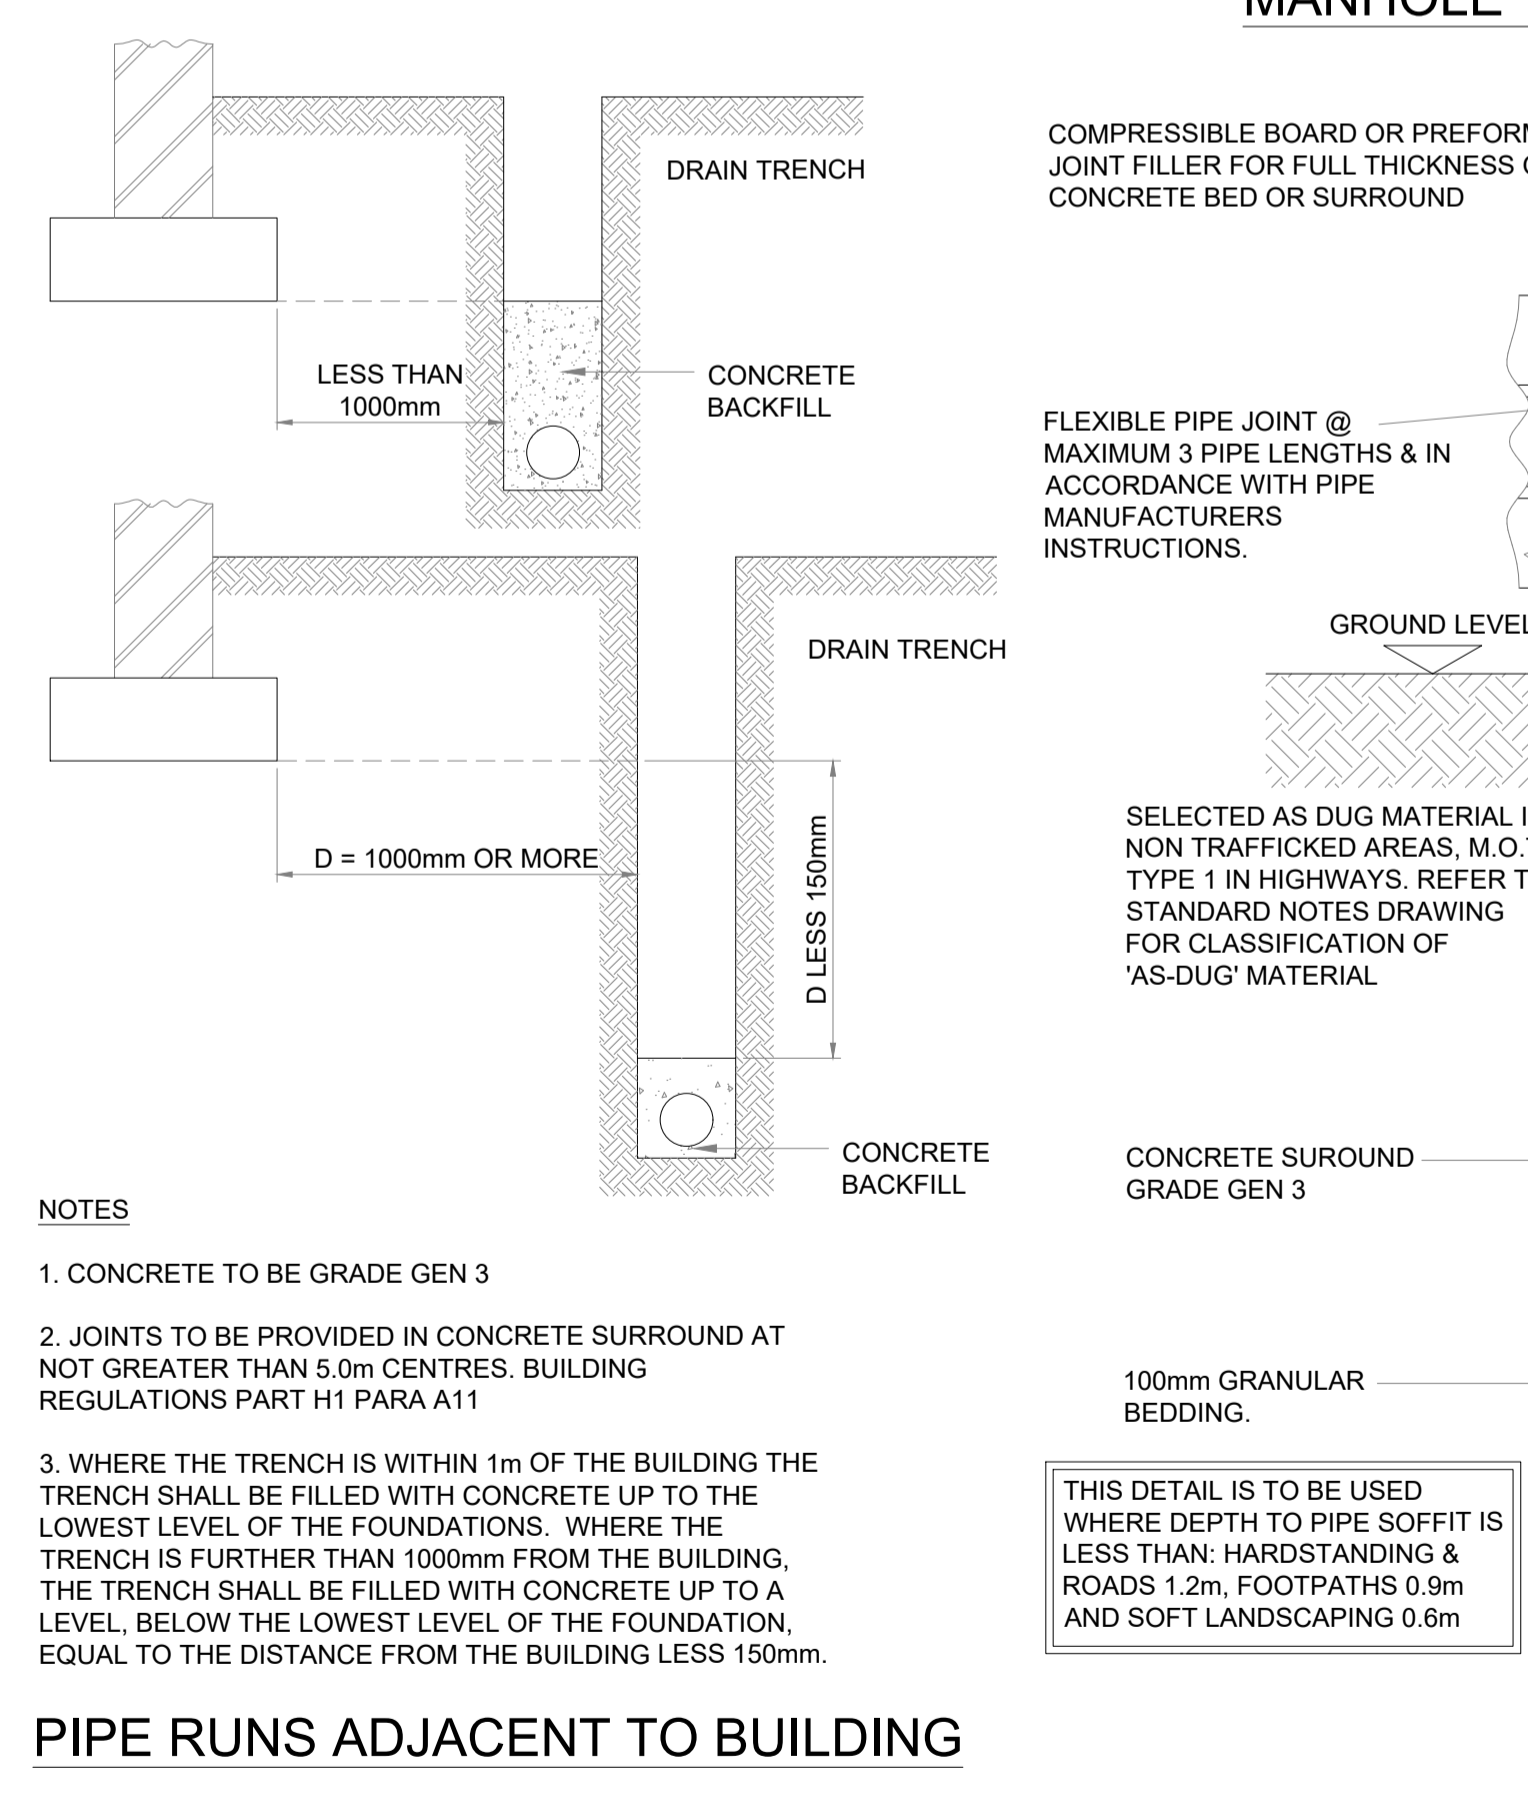 MANHOLE
DRAIN TRENCH
LESS THAN
1000mm
CONCRETE
BACKFILL
DRAIN TRENCH
D = 1000mm OR MORE
D LESS 150mm
CONCRETE
BACKFILL
NOTES
1. CONCRETE TO BE GRADE GEN 3
2. JOINTS TO BE PROVIDED IN CONCRETE SURROUND AT
NOT GREATER THAN 5.0m CENTRES. BUILDING
REGULATIONS PART H1 PARA A11
3. WHERE THE TRENCH IS WITHIN 1m OF THE BUILDING THE
TRENCH SHALL BE FILLED WITH CONCRETE UP TO THE
LOWEST LEVEL OF THE FOUNDATIONS. WHERE THE
TRENCH IS FURTHER THAN 1000mm FROM THE BUILDING,
THE TRENCH SHALL BE FILLED WITH CONCRETE UP TO A
LEVEL, BELOW THE LOWEST LEVEL OF THE FOUNDATION,
EQUAL TO THE DISTANCE FROM THE BUILDING LESS 150mm.
PIPE RUNS ADJACENT TO BUILDING
COMPRESSIBLE BOARD OR
JOINT FILLER FOR FULL THICKNESS
CONCRETE BED OR SURROUND
FLEXIBLE PIPE JOINT @
MAXIMUM 3 PIPE LENGTHS & IN
ACCORDANCE WITH PIPE
MANUFACTURERS
INSTRUCTIONS.
GROUND LEVEL
SELECTED AS DUG MATERIAL
NON TRAFFICKED AREAS, M.O.T
TYPE 1 IN HIGHWAYS. REFER
STANDARD NOTES DRAWING
FOR CLASSIFICATION OF
'AS-DUG' MATERIAL
CONCRETE SUROUND
GRADE GEN 3
100mm GRANULAR
BEDDING.
THIS DETAIL IS TO BE USED
WHERE DEPTH TO PIPE SOFFIT IS
LESS THAN: HARDSTANDING &
ROADS 1.2m, FOOTPATHS 0.9m
AND SOFT LANDSCAPING 0.6m